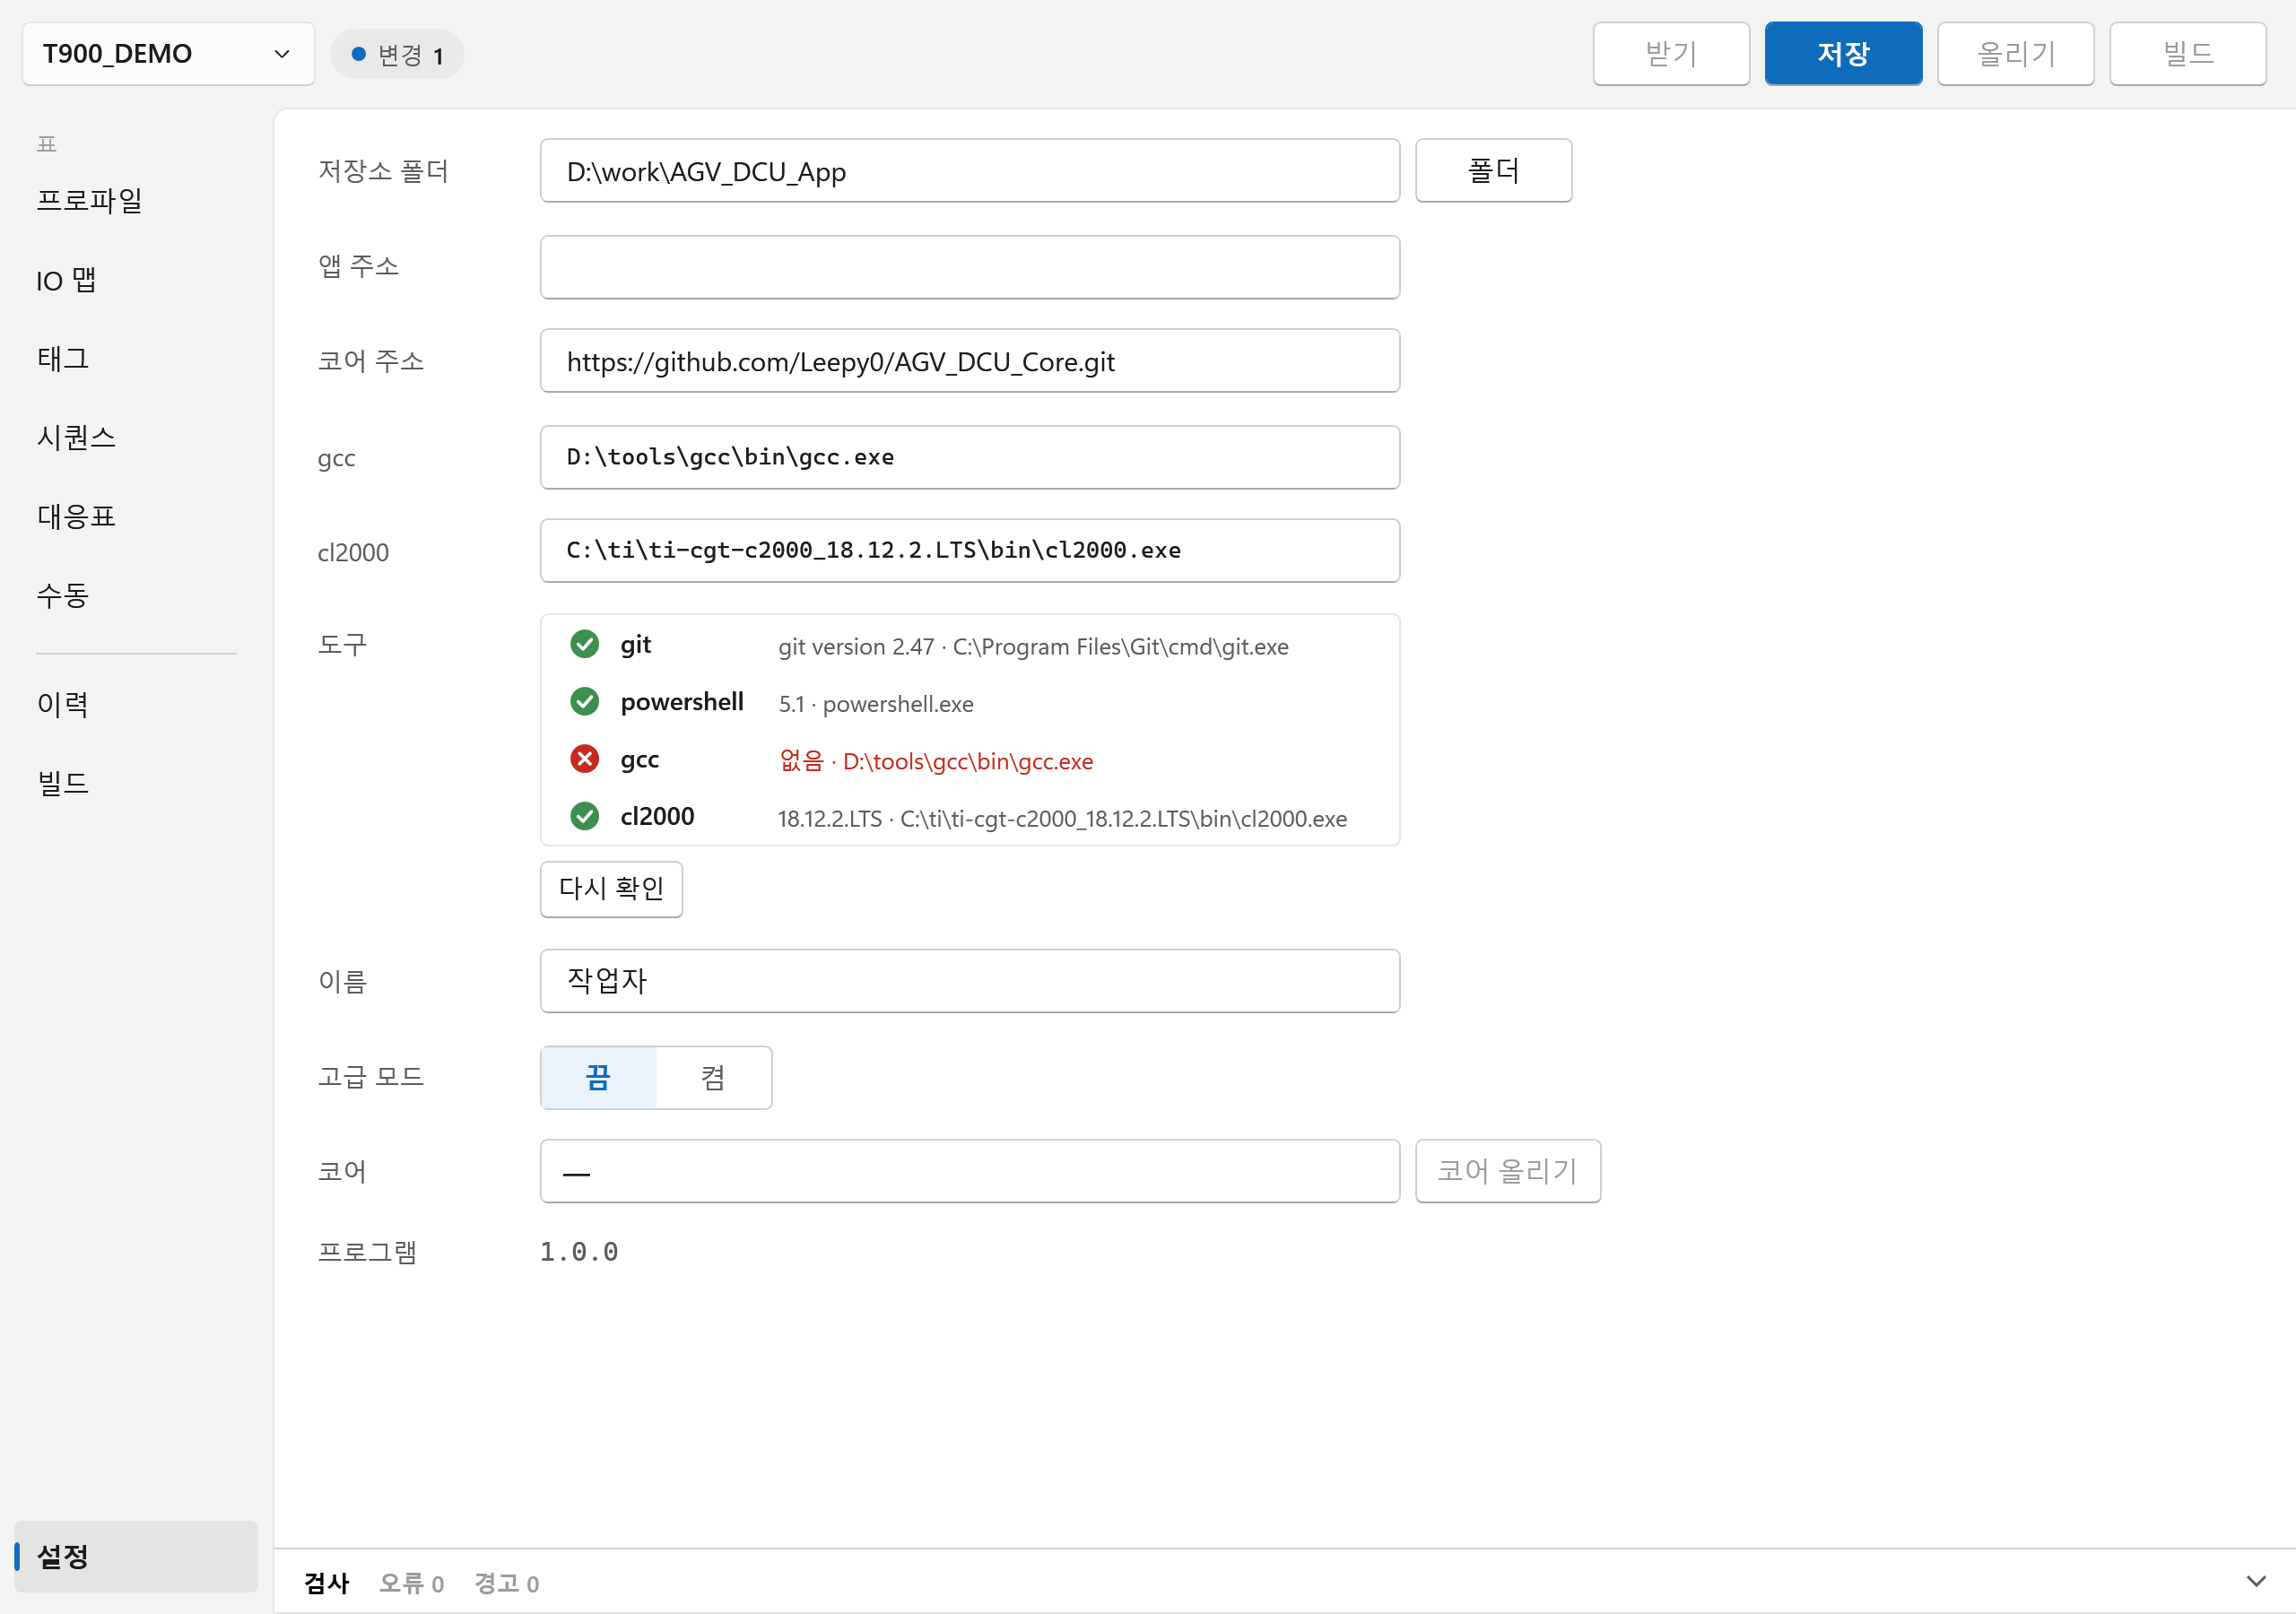 T900_DEMO
변경 1
받기
저장
올리기
빌드
표
프로파일
IO 맵
태그
시퀀스
대응표
수동
이력
빌드
설정
저장소 폴더
D:\work\AGV_DCU_App
폴더
앱 주소
코어 주소
https://github.com/Leepy0/AGV_DCU_Core.git
gcc
D:\tools\gcc\bin\gcc.exe
cl2000
C:\ti\ti-cgt-c2000_18.12.2.LTS\bin\cl2000.exe
도구
git git version 2.47 · C:\Program Files\Git\cmd\git.exe
powershell 5.1 · powershell.exe
gcc 없음 · D:\tools\gcc\bin\gcc.exe
cl2000 18.12.2.LTS · C:\ti\ti-cgt-c2000_18.12.2.LTS\bin\cl2000.exe
다시 확인
이름
작업자
고급 모드
끔 켬
코어
—
코어 올리기
프로그램
1.0.0
검사 오류 0 경고 0